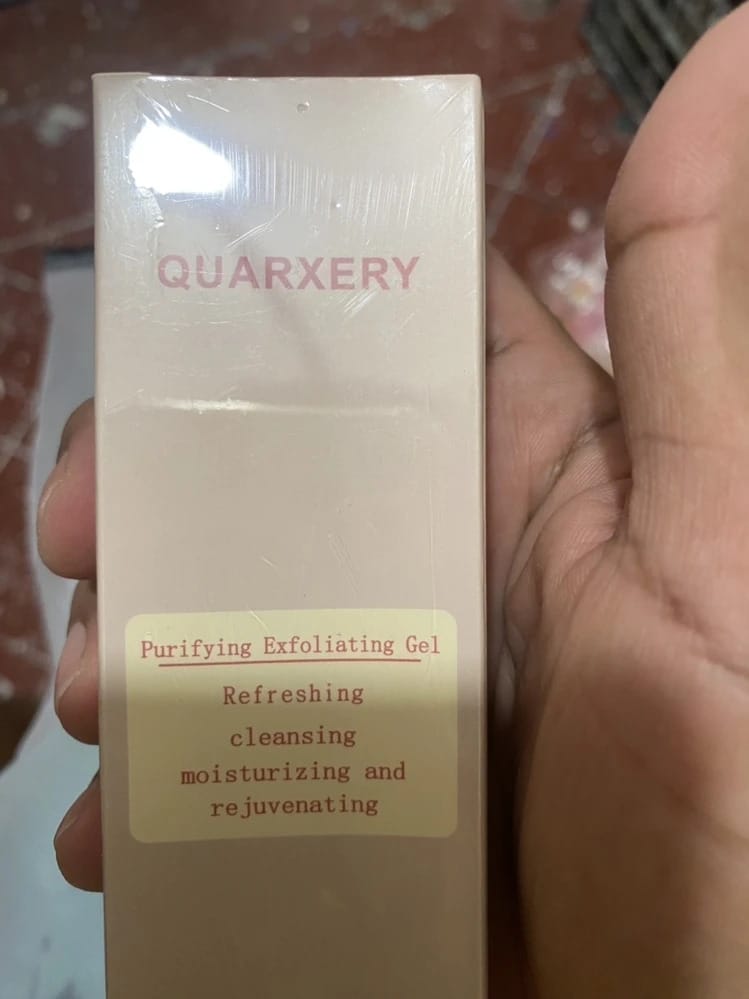 QUARXERY
Purifying Exfoliating Gel
Refreshing
cleansing
moisturizing and
rejuvenating